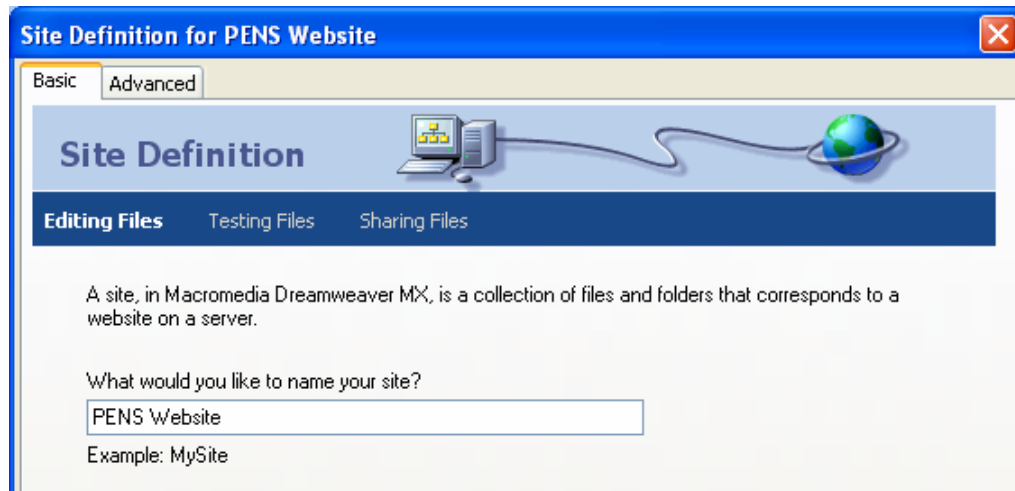 Site Definition for PENS Website
Basic
Advanced
Site Definition
Editing Files
Testing Files
Sharing Files
A site, in Macromedia Dreamweaver MX, is a collection of files and folders that corresponds to a
website on a server.
What would you like to name your site?
PENS Website
Example: MySite